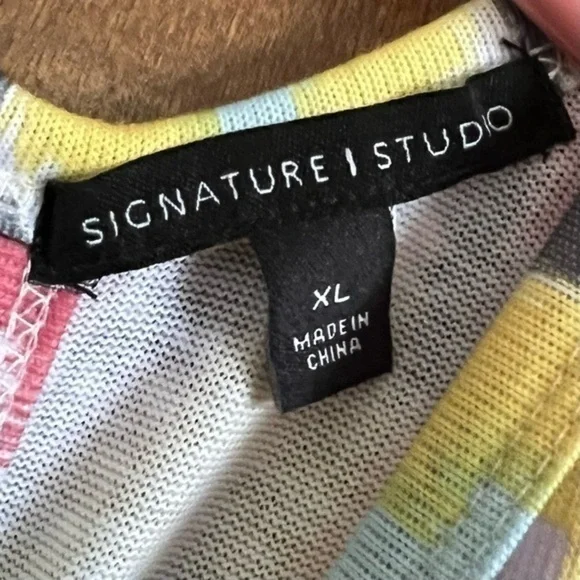 SIGNATURE | STUDIO
XL
MADE IN
CHINA